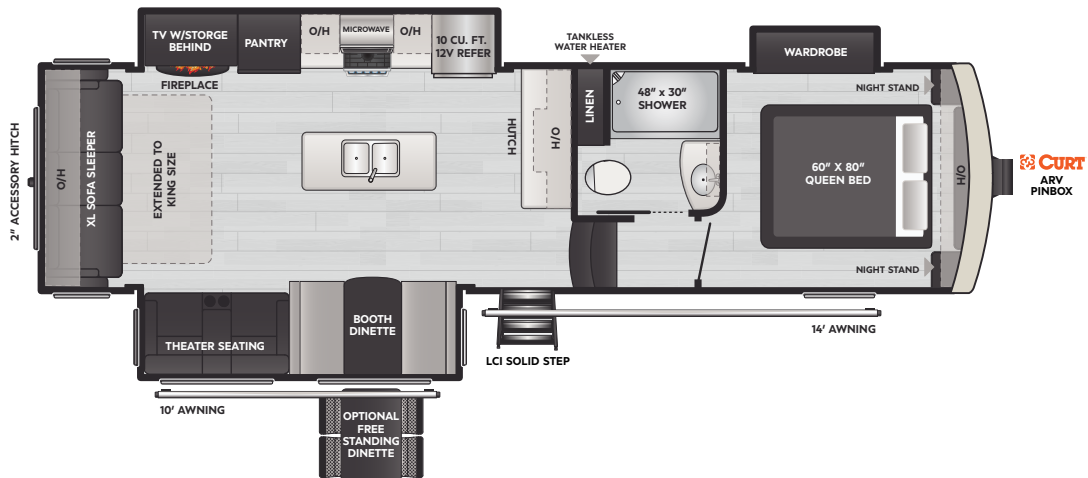 TV W/STORGE
BEHIND
PANTRY
O/H
MICROWAVE
O/H
10 CU. FT.
12V REFER
FIREPLACE
TANKLESS
WATER HEATER
WARDROBE
NIGHT STAND
LINEN
48" x 30"
SHOWER
2" ACCESSORY HITCH
O/H
XL SOFA SLEEPER
EXTENDED TO
KING SIZE
HUTCH
O/H
60" X 80"
QUEEN BED
O/H
CURT
ARV
PINBOX
NIGHT STAND
THEATER SEATING
BOOTH
DINETTE
14' AWNING
LCI SOLID STEP
10' AWNING
OPTIONAL
FREE
STANDING
DINETTE